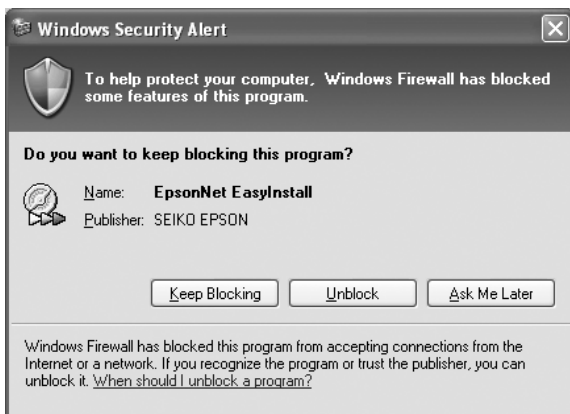 Windows Security Alert
To help protect your computer, Windows Firewall has blocked
some features of this program.
Do you want to keep blocking this program?
Name: EpsonNet EasyInstall
Publisher: SEIKO EPSON
Keep Blocking Unblock Ask Me Later
Windows Firewall has blocked this program from accepting connections from the
Internet or a network. If you recognize the program or trust the publisher, you can
unblock it. When should I unblock a program?